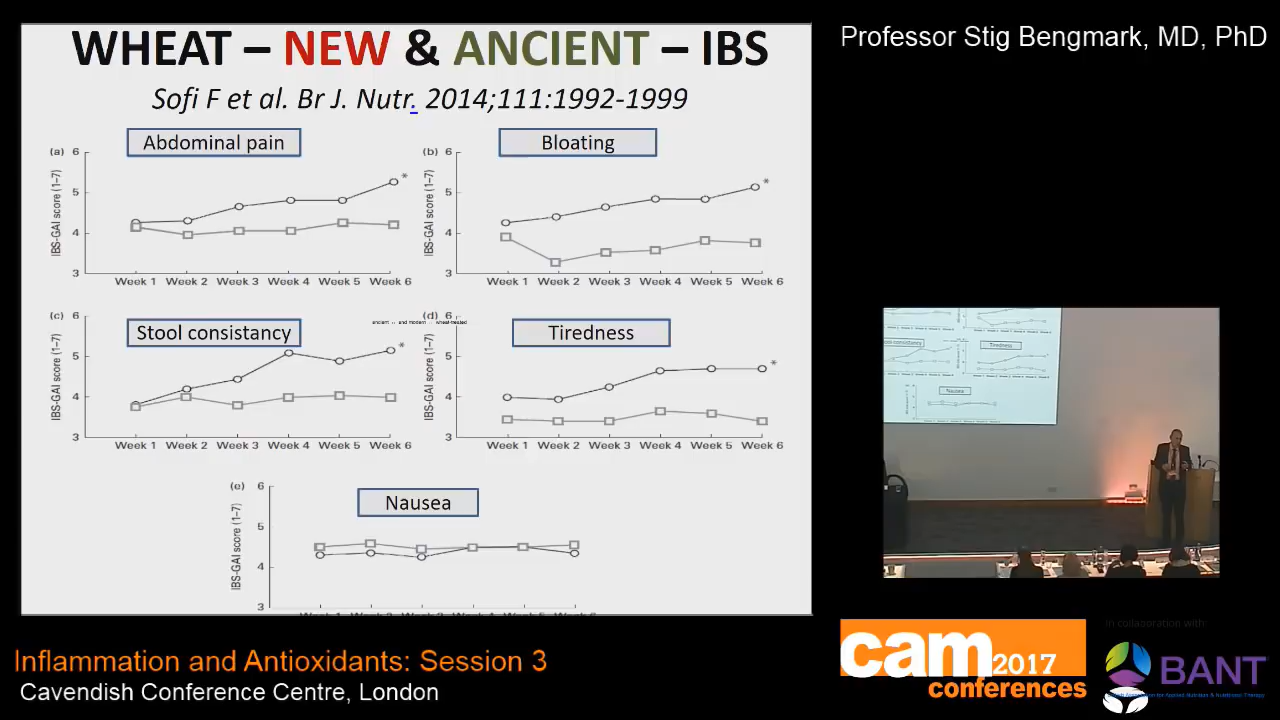 WHEAT – NEW & ANCIENT – IBS
Sofi F et al. Br J. Nutr. 2014;111:1992-1999
Abdominal pain
(a) 6
5
4
3
IBS-GAI score (1–7)
*
Week 1 Week 2 Week 3 Week 4 Week 5 Week 6
Bloating
(b) 6
5
4
3
IBS-GAI score (1–7)
*
Week 1 Week 2 Week 3 Week 4 Week 5 Week 6
Stool consistancy
(c) 6
5
4
3
IBS-GAI score (1–7)
*
Week 1 Week 2 Week 3 Week 4 Week 5 Week 6
Tiredness
(d) 6
5
4
3
IBS-GAI score (1–7)
*
Week 1 Week 2 Week 3 Week 4 Week 5 Week 6
Nausea
(e) 6
5
4
3
IBS-GAI score (1–7)
Professor Stig Bengmark, MD, PhD
Tiredness
Nausea
Inflammation and Antioxidants: Session 3
Cavendish Conference Centre, London
cam 2017
conferences
In collaboration with:
BANT